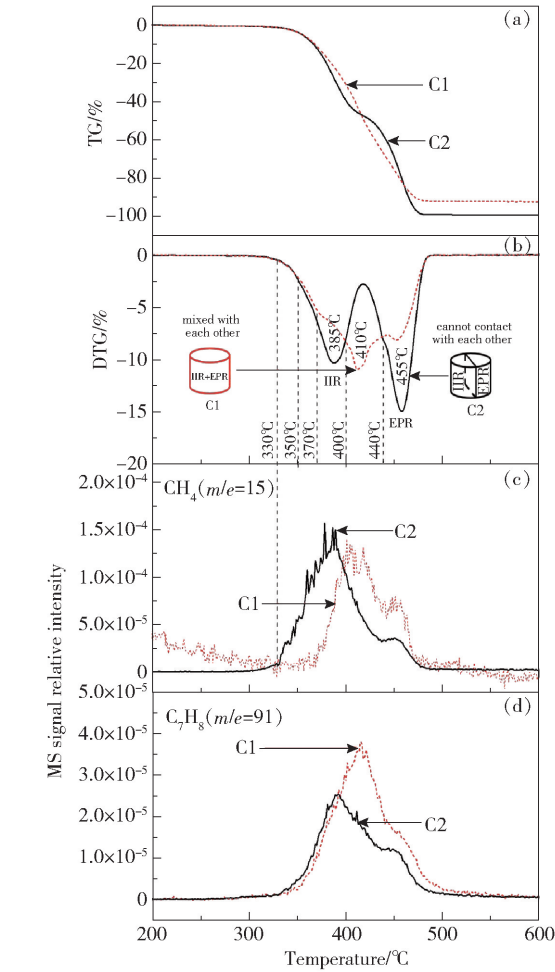 (a)
0
−20
−40
−60
−80
−100
TG/%
C1
C2
(b)
0
−5
−10
−15
−20
DTG/%
mixed with
each other
IIR+EPR
C1
385℃
410℃
455℃
IIR
EPR
cannot contact
with each other
IIR
EPR
C2
330℃
350℃
370℃
400℃
440℃
(c)
CH₄(m/e=15)
2.0×10⁻⁴
1.5×10⁻⁴
1.0×10⁻⁴
5.0×10⁻⁵
0
C2
C1
MS signal relative intensity
(d)
C₇H₈(m/e=91)
5.0×10⁻⁵
4.0×10⁻⁵
3.0×10⁻⁵
2.0×10⁻⁵
1.0×10⁻⁵
0
C1
C2
200 300 400 500 600
Temperature/℃